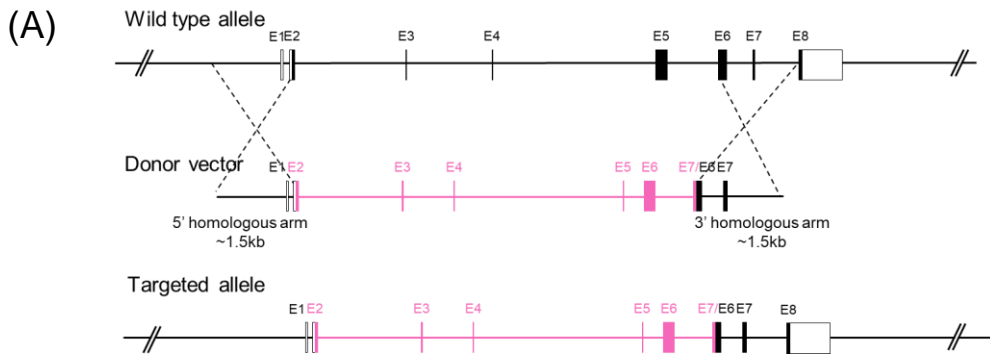 (A)
Wild type allele
E1 E2 E3 E4 E5 E6 E7 E8
Donor vector
E1 E2 E3 E4 E5 E6 E7/ E6 E7
5' homologous arm 3' homologous arm
~1.5kb ~1.5kb
Targeted allele
E1 E2 E3 E4 E5 E6 E7/ E6 E7 E8